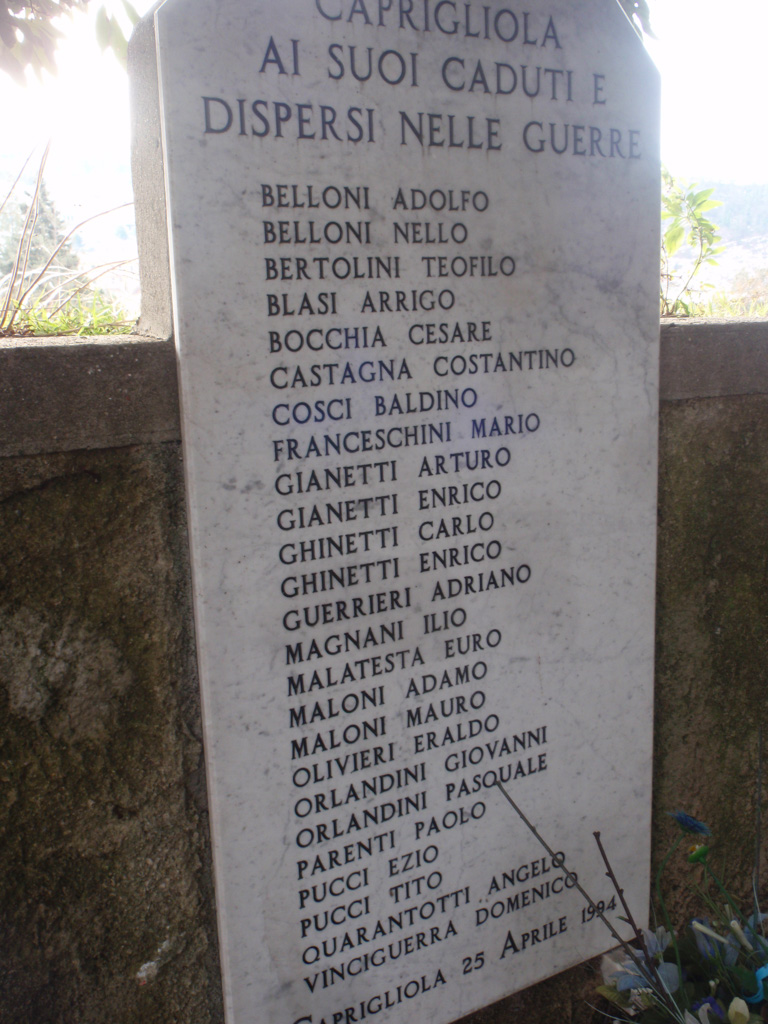 CAPRIGLIOLA
AI SUOI CADUTI E
DISPERSI NELLE GUERRE
BELLONI ADOLFO
BELLONI NELLO
BERTOLINI TEOFILO
BLASI ARRIGO
BOCCHIA CESARE
CASTAGNA COSTANTINO
COSCI BALDINO
FRANCESCHINI MARIO
GIANETTI ARTURO
GIANETTI ENRICO
GHINETTI CARLO
GHINETTI ENRICO
GUERRIERI ADRIANO
MAGNANI ILIO
MALATESTA EURO
MALONI ADAMO
MALONI MAURO
OLIVIERI ERALDO
ORLANDINI GIOVANNI
ORLANDINI PASQUALE
PARENTI PAOLO
PUCCI EZIO
PUCCI TITO
QUARANTOTTI ANGELO
VINCIGUERRA DOMENICO
CAPRIGLIOLA 25 APRILE 1994